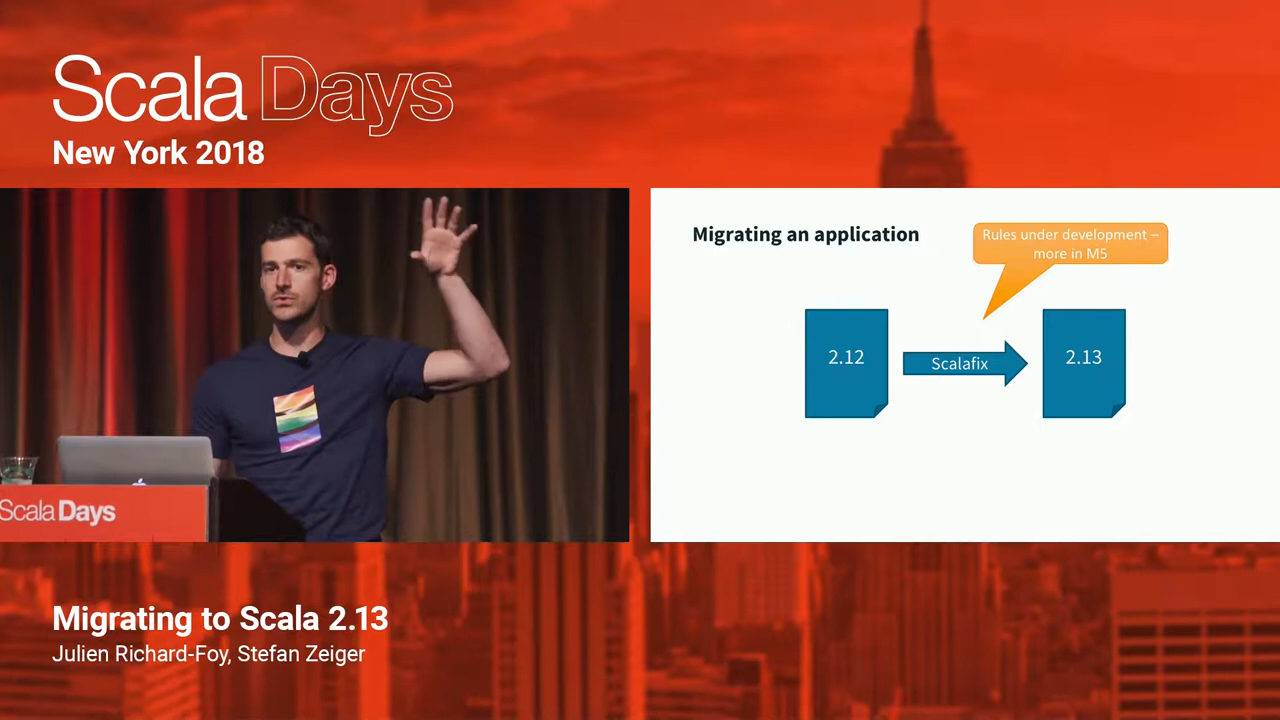 Scala Days
New York 2018
Migrating an application
Rules under development –
more in M5
2.12
Scalafix
2.13
Scala Days
Migrating to Scala 2.13
Julien Richard-Foy, Stefan Zeiger